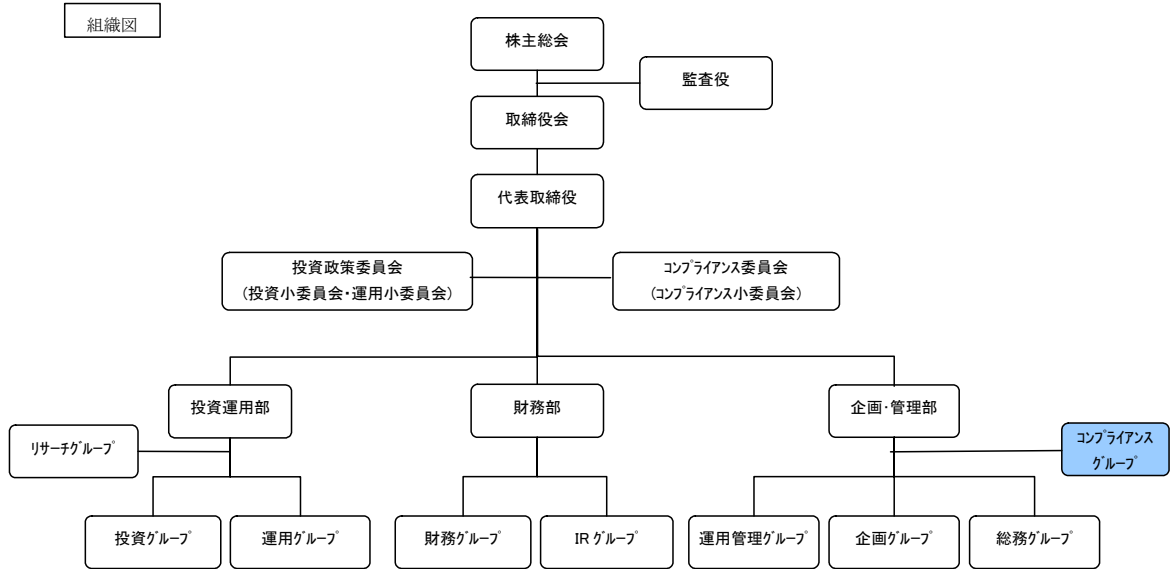 組織図
株主総会
監査役
取締役会
代表取締役
投資政策委員会
(投資小委員会・運用小委員会)
ｺﾝﾌﾟﾗｲｱﾝｽ委員会
(ｺﾝﾌﾟﾗｲｱﾝｽ小委員会)
投資運用部
財務部
企画・管理部
ﾘｻｰﾁｸﾞﾙｰﾌﾟ
ｺﾝﾌﾟﾗｲｱﾝｽ
ｸﾞﾙｰﾌﾟ
投資ｸﾞﾙｰﾌﾟ
運用ｸﾞﾙｰﾌﾟ
財務ｸﾞﾙｰﾌﾟ
IR ｸﾞﾙｰﾌﾟ
運用管理ｸﾞﾙｰﾌﾟ
企画ｸﾞﾙｰﾌﾟ
総務ｸﾞﾙｰﾌﾟ